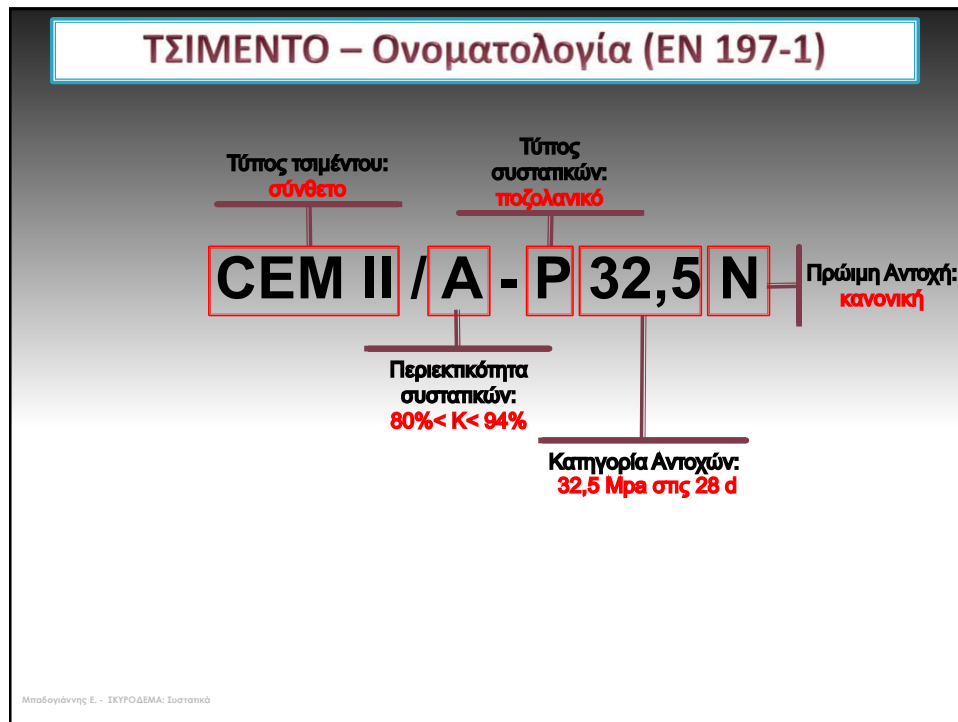 ΤΣΙΜΕΝΤΟ – Ονοματολογία (EN 197-1)
Τύπος τσιμέντου:
σύνθετο
Τύπος
συστατικών:
ποζολανικό
CEM II / A - P 32,5 N
Πρώιμη Αντοχή:
κανονική
Περιεκτικότητα
συστατικών:
80%< K< 94%
Κατηγορία Αντοχών:
32,5 Mpa στις 28 d
Μπαδογιάννης Ε. - ΣΚΥΡΟΔΕΜΑ: Συστατικά